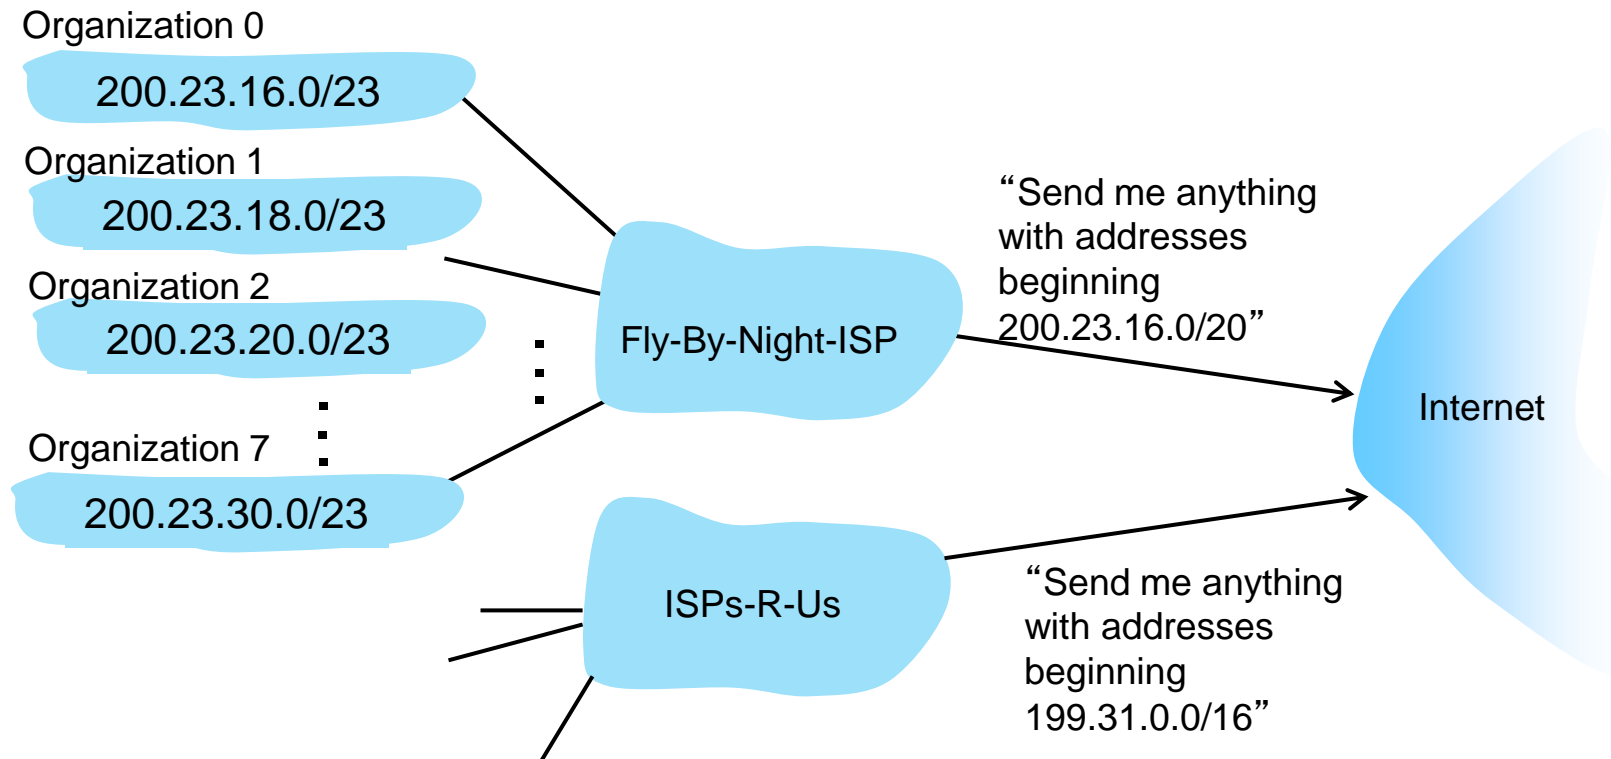 Organization 0
200.23.16.0/23
Organization 1
200.23.18.0/23
Organization 2
200.23.20.0/23
Organization 7
200.23.30.0/23
Fly-By-Night-ISP
“Send me anything
with addresses
beginning
200.23.16.0/20”
Internet
ISPs-R-Us
“Send me anything
with addresses
beginning
199.31.0.0/16”